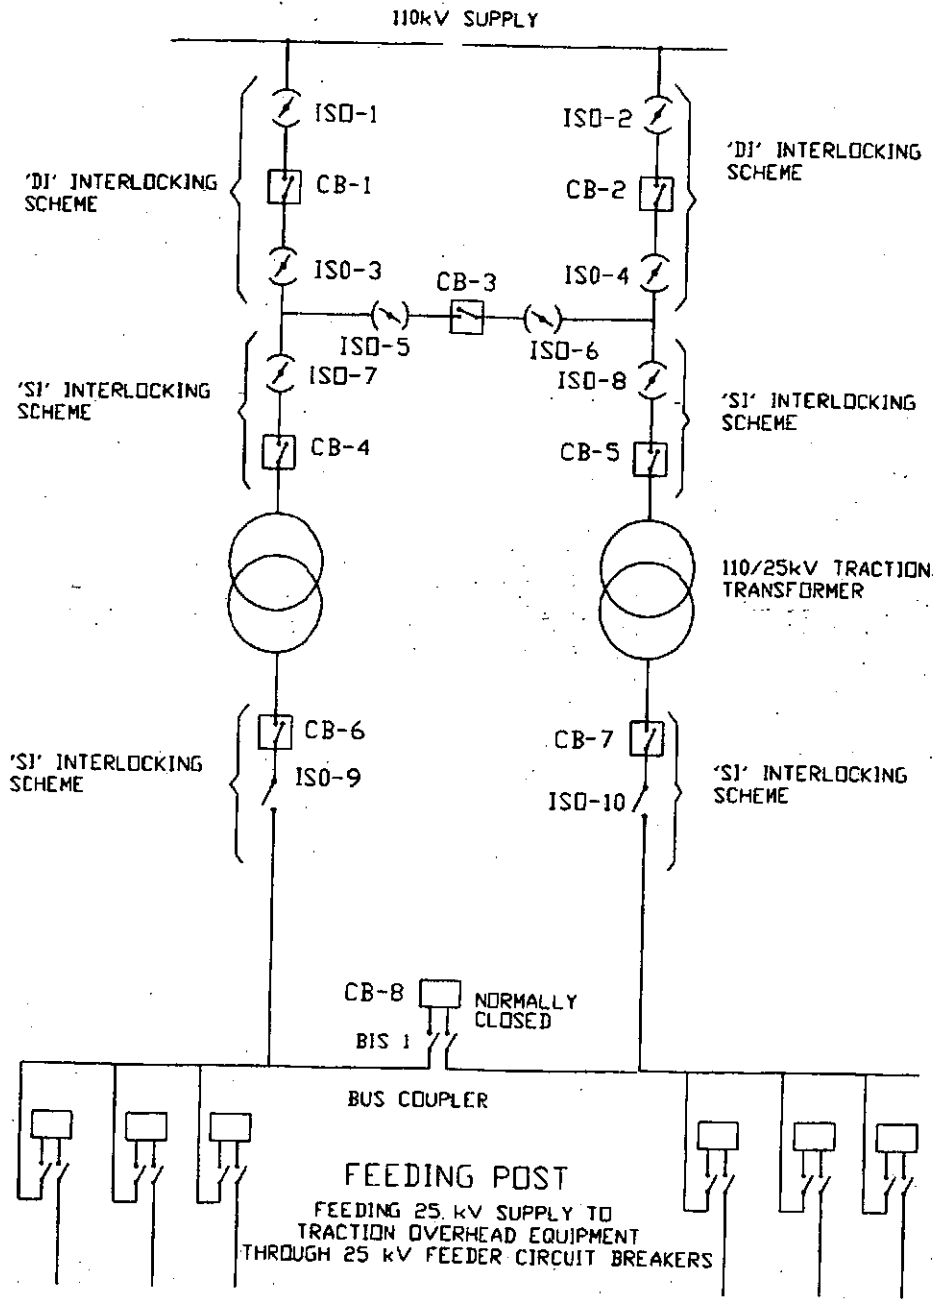 110kV SUPPLY
ISO-1
ISO-2
'DI' INTERLOCKING
SCHEME
CB-1
CB-2
'DI' INTERLOCKING
SCHEME
ISO-3
CB-3
ISO-4
ISO-5
ISO-6
'SI' INTERLOCKING
SCHEME
ISO-7
ISO-8
'SI' INTERLOCKING
SCHEME
CB-4
CB-5
110/25kV TRACTION
TRANSFORMER
'SI' INTERLOCKING
SCHEME
CB-6
ISO-9
CB-7
ISO-10
'SI' INTERLOCKING
SCHEME
CB-8
NORMALLY
CLOSED
BIS 1
BUS COUPLER
FEEDING POST
FEEDING 25. kV SUPPLY TO
TRACTION OVERHEAD EQUIPMENT
THROUGH 25 kV FEEDER CIRCUIT BREAKERS